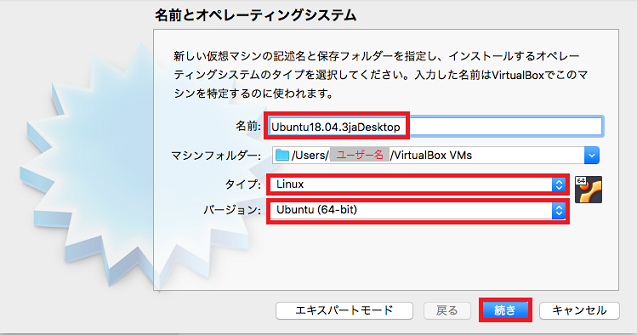 名前とオペレーティングシステム
新しい仮想マシンの記述名と保存フォルダーを指定し、インストールするオペレー
ティングシステムのタイプを選択してください。入力した名前はVirtualBoxでこのマ
シンを特定するのに使われます。
名前: Ubuntu18.04.3jaDesktop
マシンフォルダー: /Users/ ユーザー名 /VirtualBox VMs
タイプ: Linux
64
バージョン: Ubuntu (64-bit)
エキスパートモード 戻る 続き キャンセル